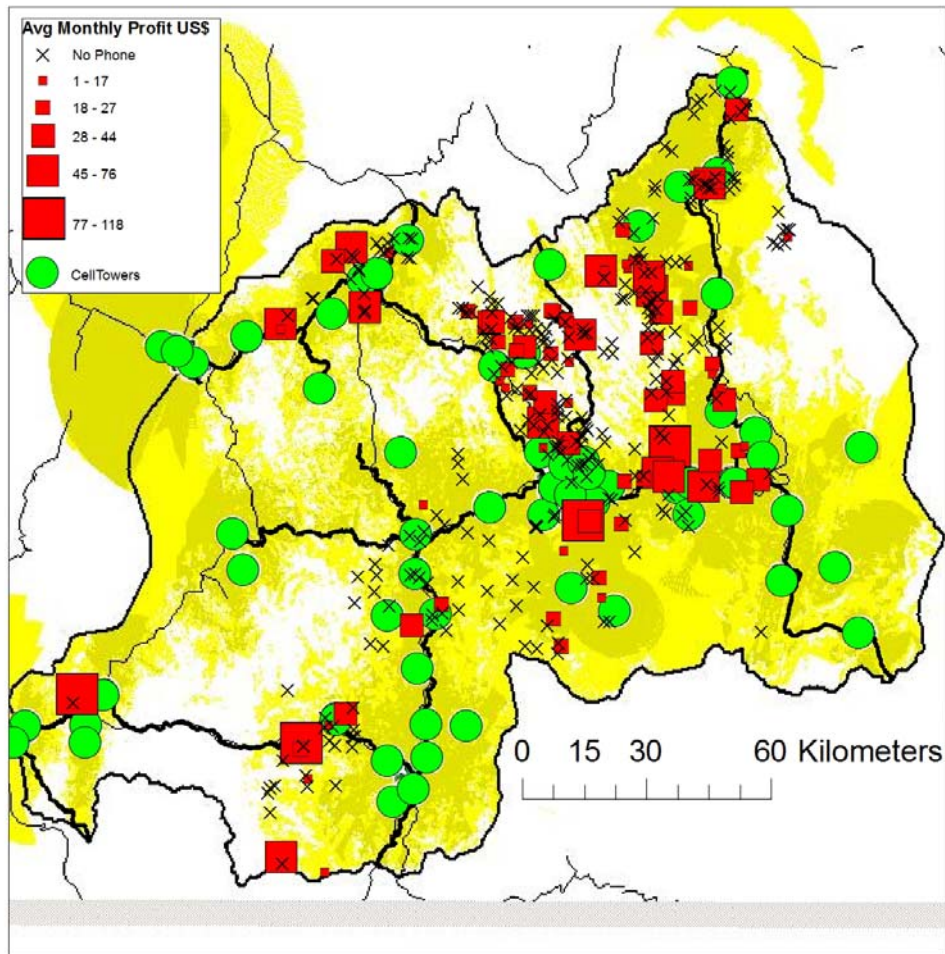 Avg Monthly Profit US$
No Phone
1 - 17
18 - 27
28 - 44
45 - 76
77 - 118
CellTowers
0 15 30 60 Kilometers